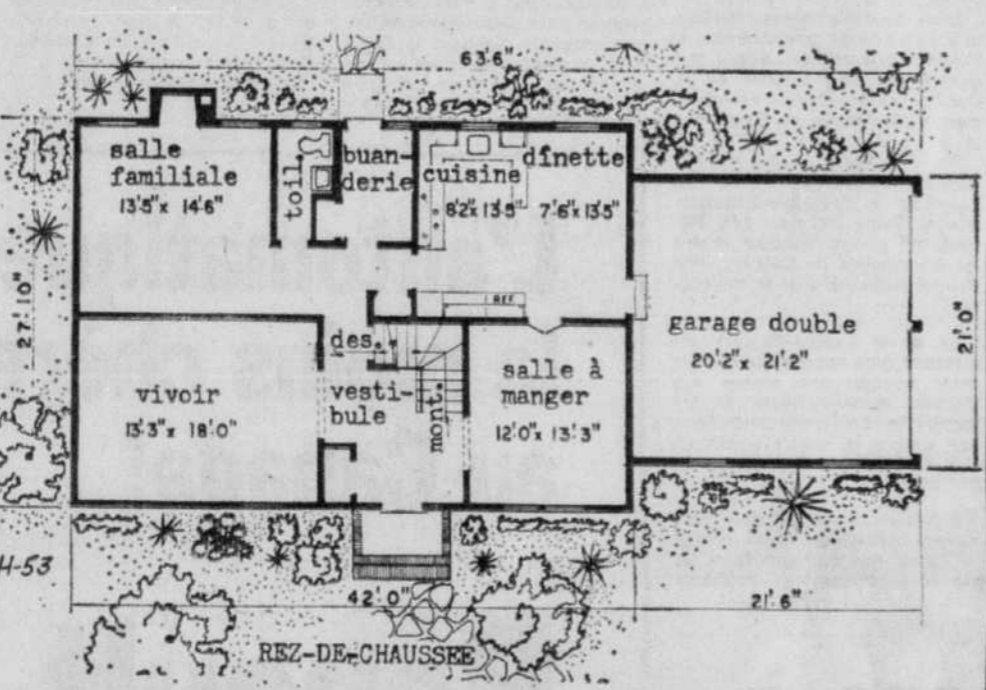 63'6"
salle
familiale
13'5" x 14'6"
toil.
buan-
derie
cuisine
8'2" x 13'5"
dînette
7'6" x 13'5"
REF.
27'10"
garage double
20'2" x 21'2"
21'0"
des.
vivoir
13'3" x 18'0"
vesti-
bule
mont.
salle à
manger
12'0" x 13'3"
H-53
42'0"
21'6"
REZ-DE-CHAUSSEE